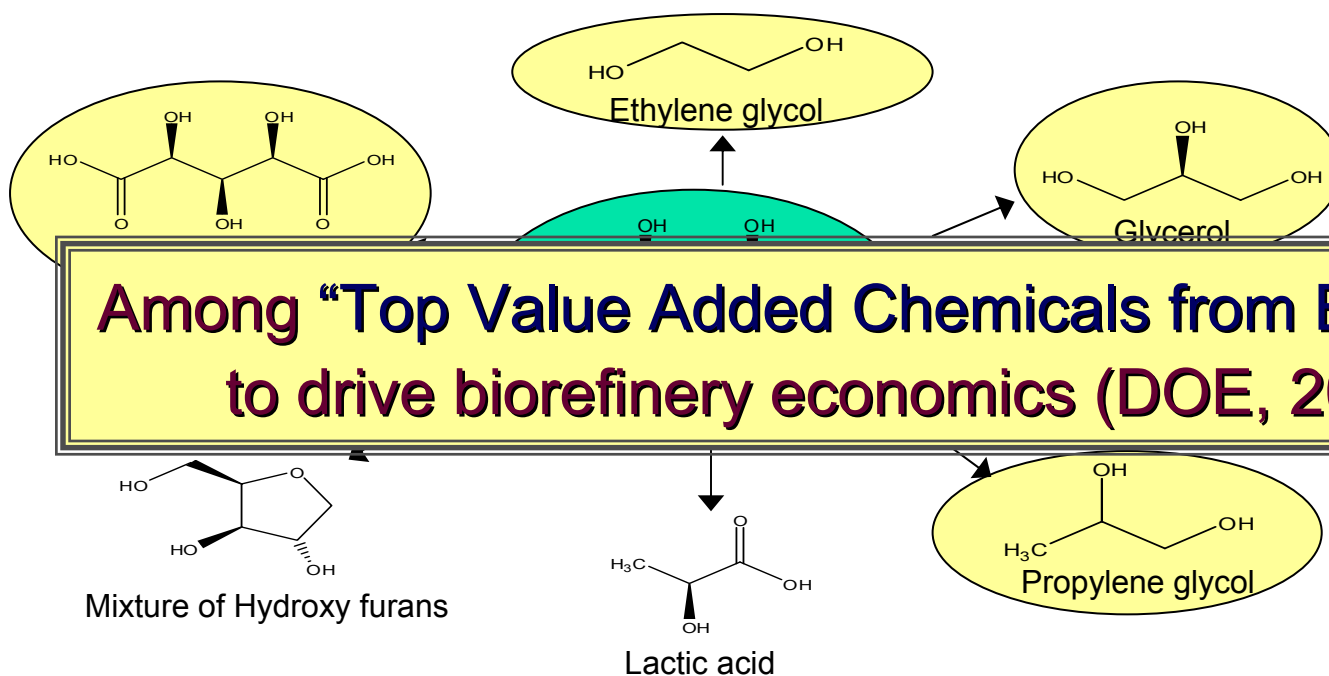 OH
HO
Ethylene glycol
OH
OH
HO
OH
O
OH
O
OH
HO
OH
Glycerol
OH
OH
Among “Top Value Added Chemicals from
to drive biorefinery economics (DOE,
HO
O
HO
OH
Mixture of Hydroxy furans
O
H3C
OH
OH
Lactic acid
OH
OH
H3C
Propylene glycol